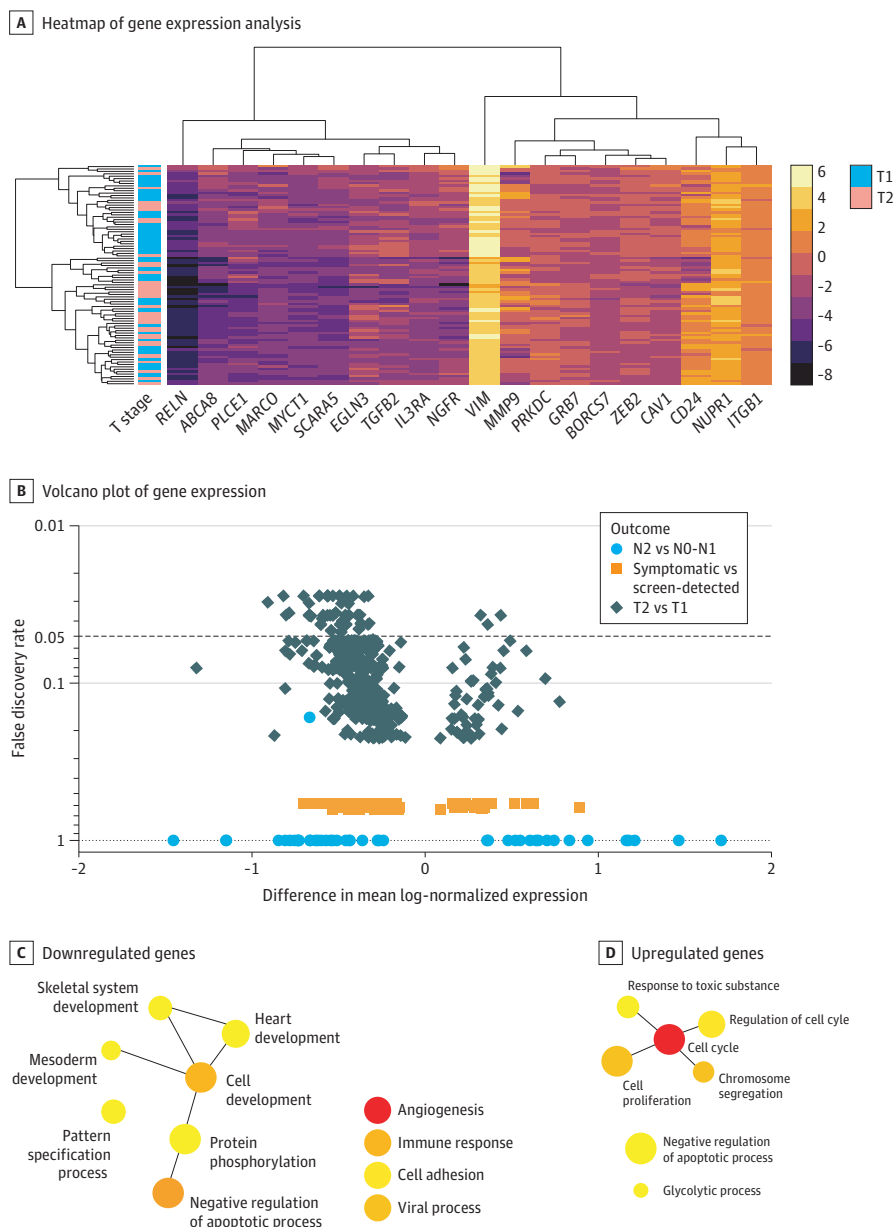 A Heatmap of gene expression analysis
6
4
2
0
-2
-4
-6
-8
T1
T2
T stage
RELN
ABCA8
PLCE1
MARCO
MYCT1
SCARA5
EGLN3
TGFB2
IL3RA
NGFR
VIM
MMP9
PRKDC
GRB7
BORCS7
ZEB2
CAV1
CD24
NUPR1
ITGB1
B Volcano plot of gene expression
False discovery rate
0.01
0.05
0.1
1
Outcome
N2 vs N0-N1
Symptomatic vs
screen-detected
T2 vs T1
-2
-1
0
1
2
Difference in mean log-normalized expression
C Downregulated genes
Skeletal system
development
Heart
development
Mesoderm
development
Cell
development
Pattern
specification
process
Protein
phosphorylation
Negative regulation
of apoptotic process
Angiogenesis
Immune response
Cell adhesion
Viral process
D Upregulated genes
Response to toxic substance
Regulation of cell cyle
Cell cycle
Cell
proliferation
Chromosome
segregation
Negative regulation
of apoptotic process
Glycolytic process